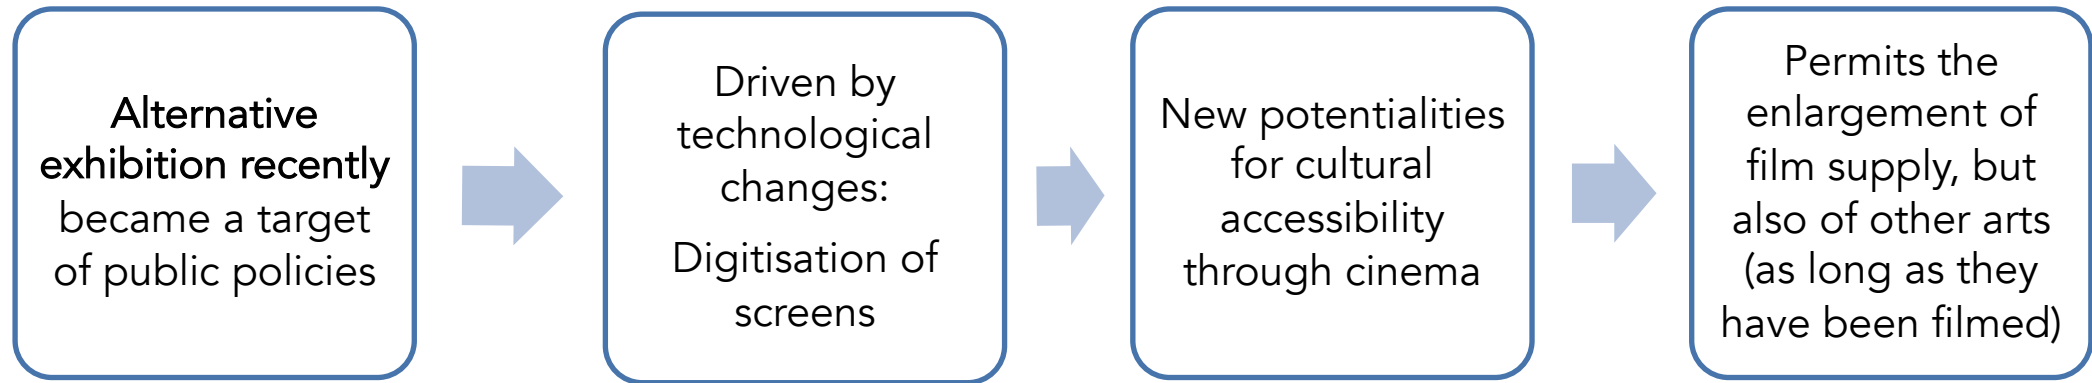 Alternative
exhibition recently
became a target
of public policies
Driven by
technological
changes:
Digitisation of
screens
New potentialities
for cultural
accessibility
through cinema
Permits the
enlargement of
film supply, but
also of other arts
(as long as they
have been filmed)